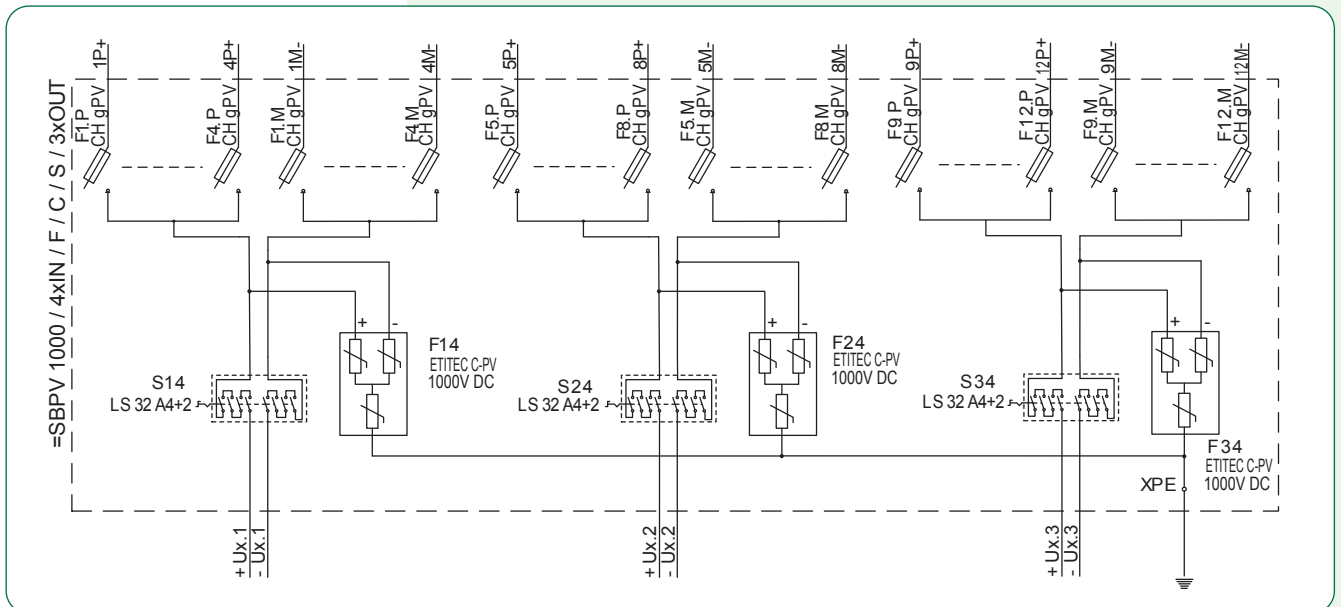 =SBPV 1000 / 4xIN / F / C / S / 3xOUT
1P+
4P+
1M-
4M-
5P+
8P+
5M-
8M-
9P+
12P+
9M-
12M-
F1.P
CH gPV
F4.P
CH gPV
F1.M
CH gPV
F4.M
CH gPV
F5.P
CH gPV
F8.P
CH gPV
F5.M
CH gPV
F8.M
CH gPV
F9.P
CH gPV
F12.P
CH gPV
F9.M
CH gPV
F12.M
CH gPV
+ -
F14
ETITEC C-PV
1000V DC
S14
LS 32 A4+2
+ -
F24
ETITEC C-PV
1000V DC
S24
LS 32 A4+2
+ -
S34
LS 32 A4+2
F34
ETITEC C-PV
1000V DC
XPE
+ Ux.1
- Ux.1
+ Ux.2
- Ux.2
+ Ux.3
- Ux.3